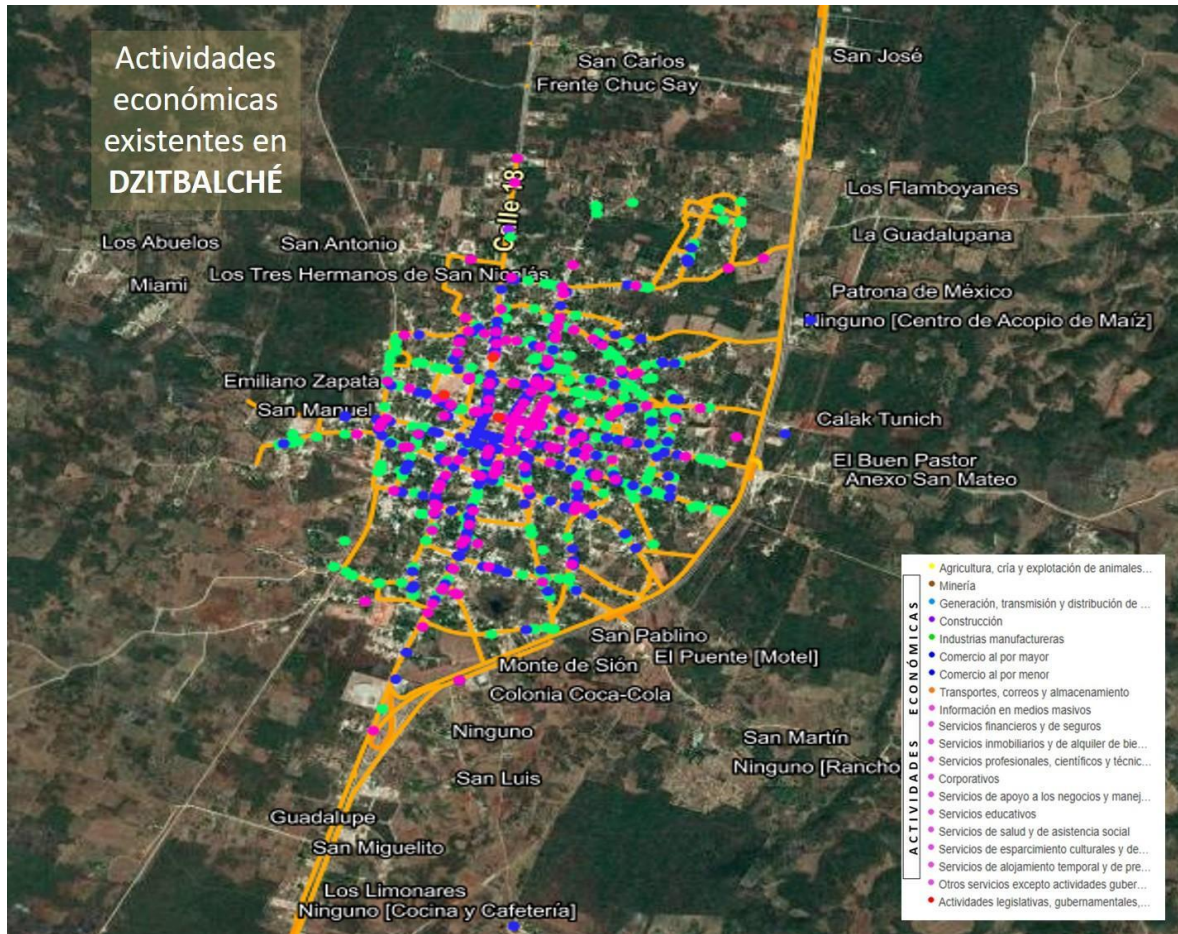 Actividades
económicas
existentes en
DZITBALCHÉ
San Carlos
San José
Frente Chuc Say
Calle 18
Los Flamboyanes
La Guadalupana
Los Abuelos
San Antonio
Los Tres Hermanos de San Nicolás
Miami
Patrona de México
Ninguno [Centro de Acopio de Maíz]
Emiliano Zapata
San Manuel
Calak Tunich
El Buen Pastor
Anexo San Mateo
San Pablino
El Puente [Motel]
Monte de Sión
Colonia Coca-Cola
Ninguno
San Martín
Ninguno [Rancho
San Luis
Guadalupe
San Miguelito
Los Limonares
Ninguno [Cocina y Cafetería]
ACTIVIDADES ECONÓMICAS
Agricultura, cría y explotación de animales...
Minería
Generación, transmisión y distribución de ...
Construcción
Industrias manufactureras
Comercio al por mayor
Comercio al por menor
Transportes, correos y almacenamiento
Información en medios masivos
Servicios financieros y de seguros
Servicios inmobiliarios y de alquiler de bie...
Servicios profesionales, científicos y técnic...
Corporativos
Servicios de apoyo a los negocios y manej...
Servicios educativos
Servicios de salud y de asistencia social
Servicios de esparcimiento culturales y de...
Servicios de alojamiento temporal y de pre...
Otros servicios excepto actividades guber...
Actividades legislativas, gubernamentales,...